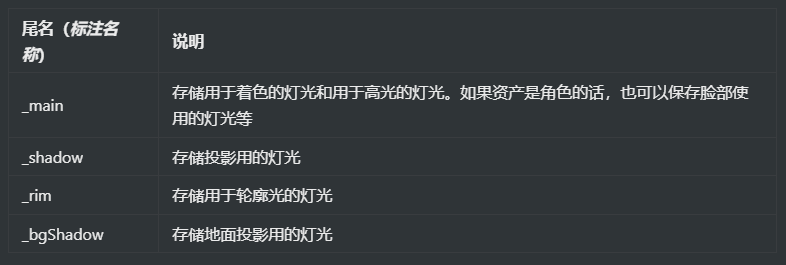 尾名（标注名
称）
说明
_main
存储用于着色的灯光和用于高光的灯光。如果资产是角色的话，也可以保存脸部使
用的灯光等
_shadow
存储投影用的灯光
_rim
存储用于轮廓光的灯光
_bgShadow
存储地面投影用的灯光